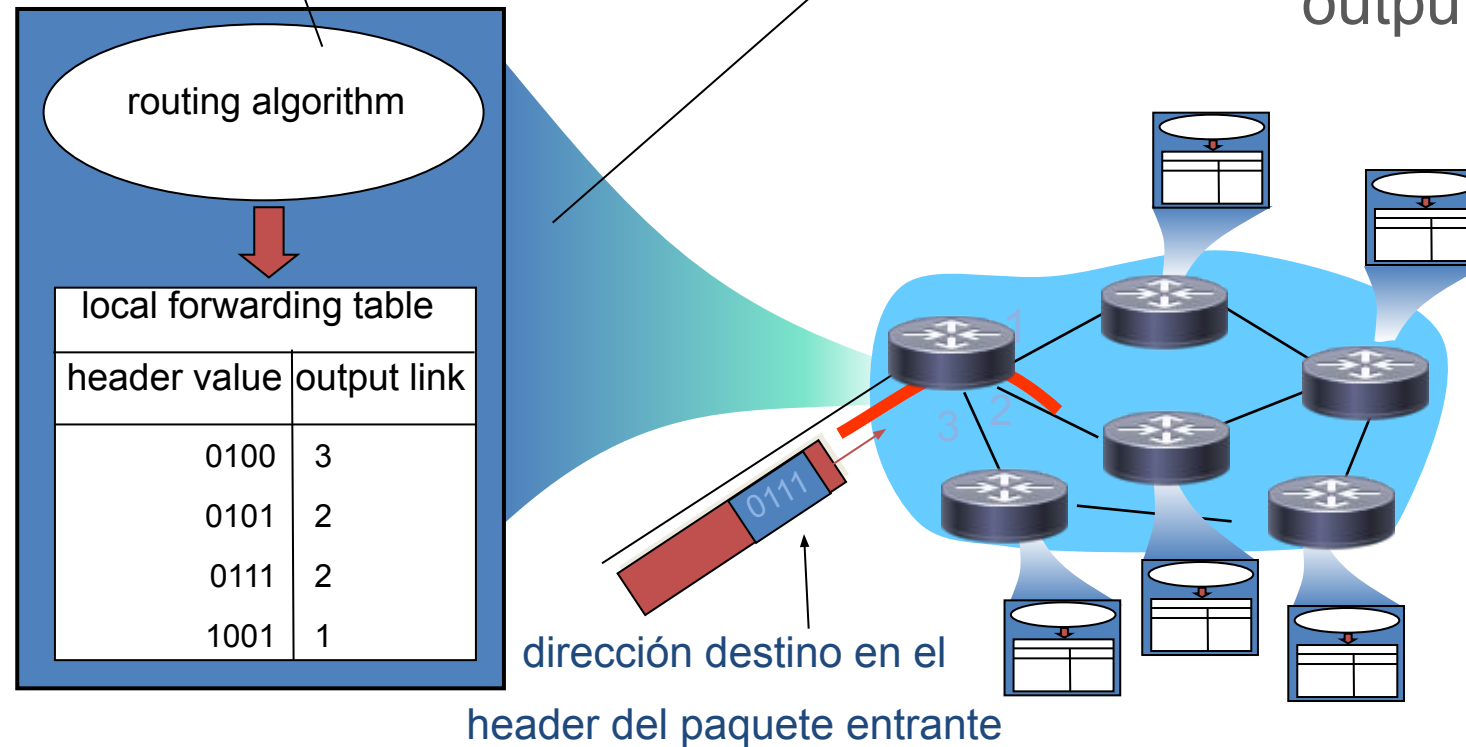 outpu
routing algorithm
local forwarding table
header value output link
0100 3
0101 2
0111 2
1001 1
1
2
3
0111
dirección destino en el
header del paquete entrante